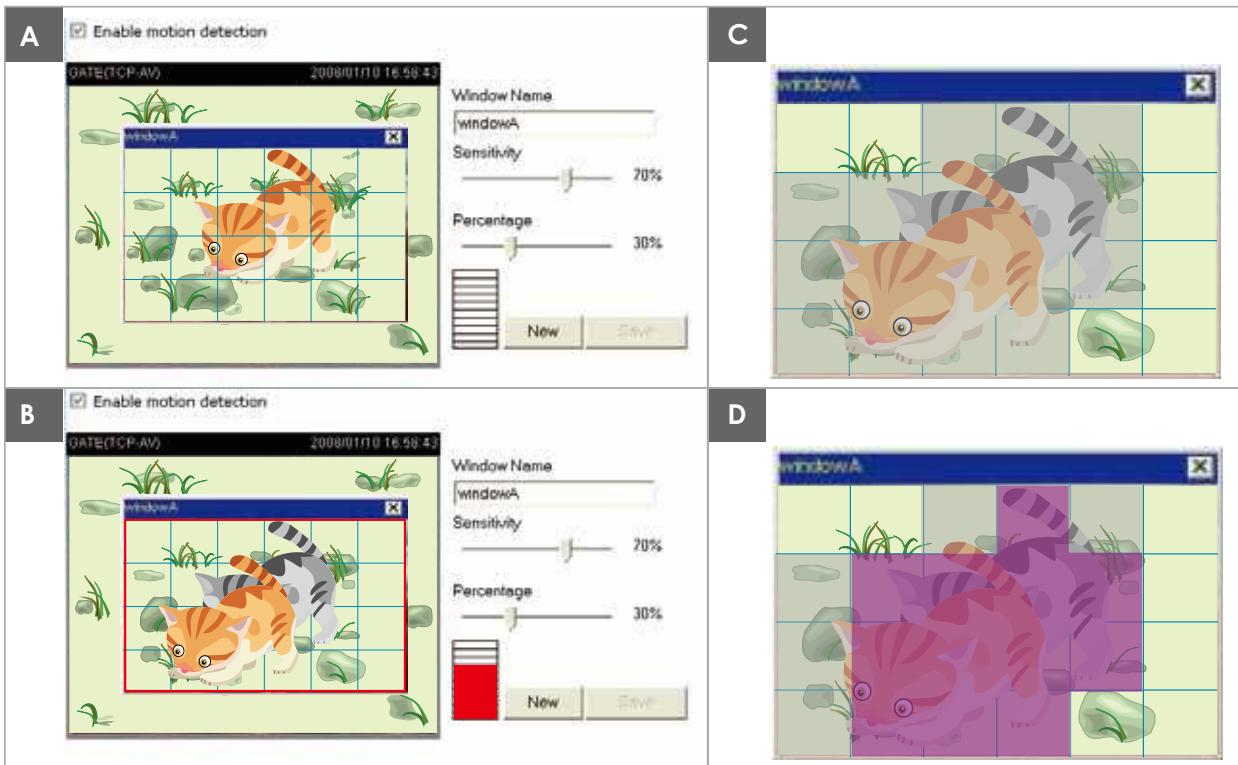 A
Enable motion detection
GATE(TCP-AV) 2008/01/10 16:58:43
windowA
Window Name
windowA
Sensitivity
70%
Percentage
30%
New Save
C
windowA
B
Enable motion detection
GATE(TCP-AV) 2008/01/10 16:58:43
windowA
Window Name
windowA
Sensitivity
70%
Percentage
30%
New Save
D
windowA